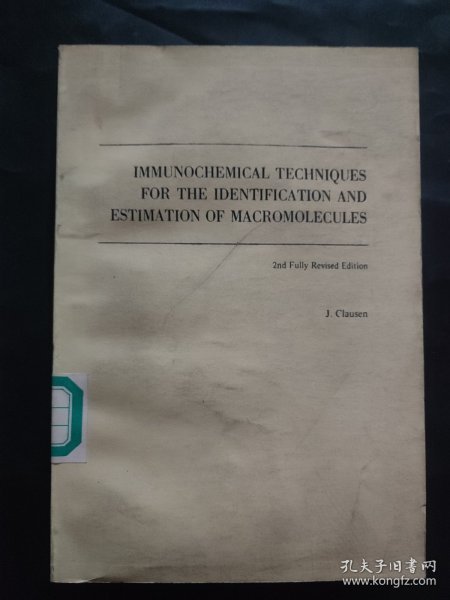 IMMUNOCHEMICAL TECHNIQUES
FOR THE IDENTIFICATION AND
ESTIMATION OF MACROMOLECULES
2nd Fully Revised Edition
J. Clausen
孔夫子旧书网
www.kongfz.com